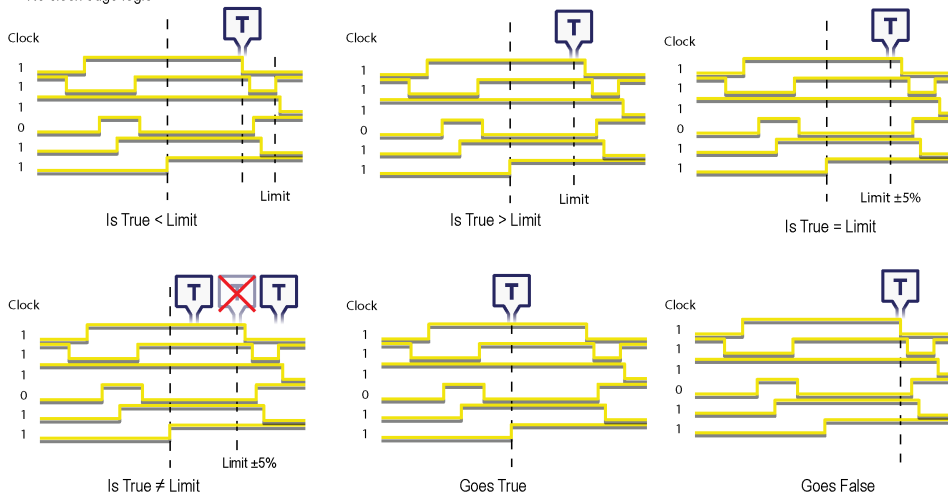 Clock
T
1
1
1
0
1
1
Limit
Is True < Limit
Clock
T
1
1
1
0
1
1
Limit
Is True > Limit
Clock
T
1
1
1
0
1
1
Limit ±5%
Is True = Limit
Clock
T
T
T
1
1
1
0
1
1
Limit ±5%
Is True ≠ Limit
Clock
T
1
1
1
0
1
1
Goes True
Clock
T
1
1
1
0
1
1
Goes False